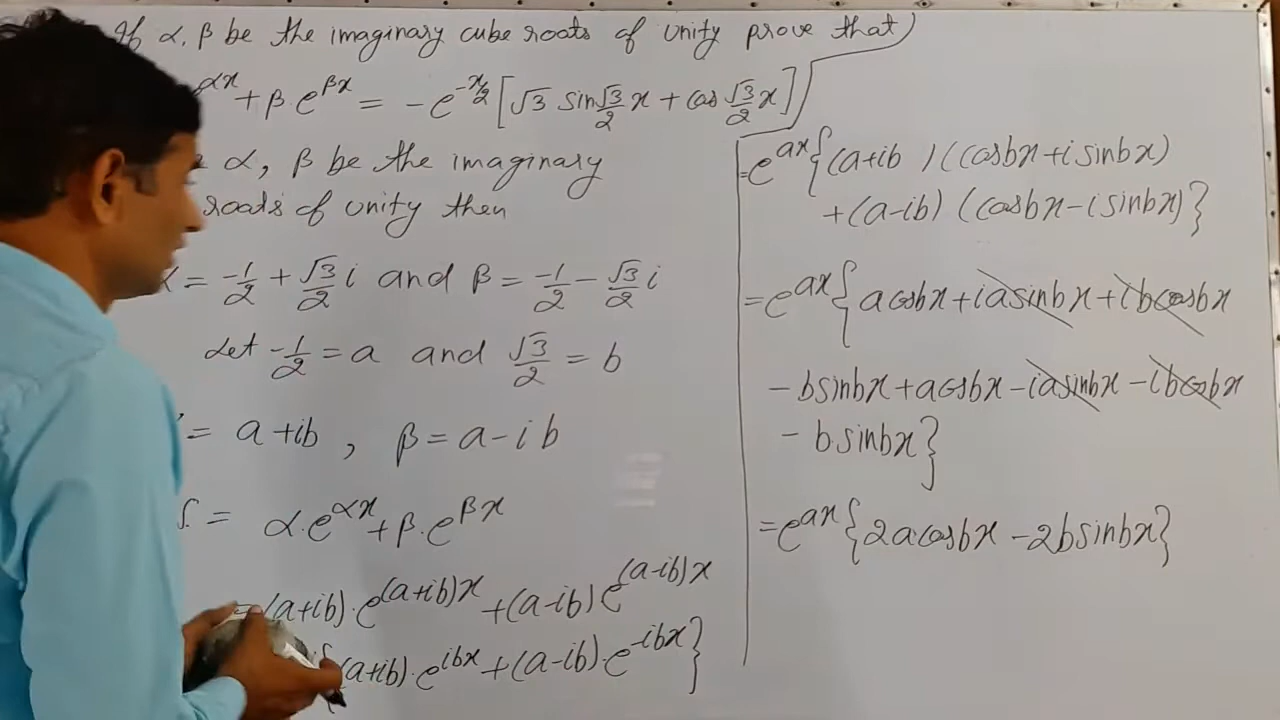 If α, β be the imaginary cube roots of unity prove that
αx + β. e^βx = -e^-x/2 [√3 sin √3/2 x + cos √3/2 x]
α, β be the imaginary
roots of unity then
= -1/2 + √3/2 i and β = -1/2 - √3/2 i
Let -1/2 = a and √3/2 = b
= a+ib , β = a-ib
S. = α.e^αx + β.e^βx
= (a+ib).e^(a+ib)x + (a-ib) e^(a-ib)x
{(a+ib).e^ibx + (a-ib).e^-ibx}
= e^ax {(a+ib) (cosbx + i sinbx)
+ (a-ib) (cosbx - i sinbx)}
= e^ax { a cosbx + ia sinbx + ib cosbx
- b sinbx + a cosbx - ia sinbx - ib cosbx
- b. sinbx}
= e^ax {2a cosbx - 2b sinbx}